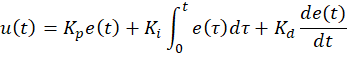 u(t) = K_p e(t) + K_i ∫_0^t e(τ)dτ + K_d de(t)/dt